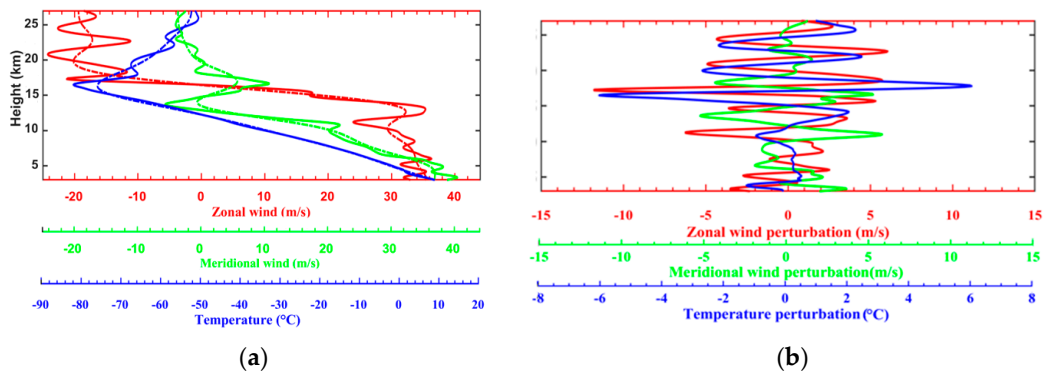 25
20
15
10
5
Height (km)
-20 -10 0 10 20 30 40
Zonal wind (m/s)
-20 -10 0 10 20 30 40
Meridional wind (m/s)
-90 -80 -70 -60 -50 -40 -30 -20 -10 0 10 20
Temperature (°C)
(a)
-15 -10 -5 0 5 10 15
Zonal wind perturbation (m/s)
-15 -10 -5 0 5 10 15
Meridional wind perturbation(m/s)
-8 -6 -4 -2 0 2 4 6 8
Temperature perturbation(°C)
(b)